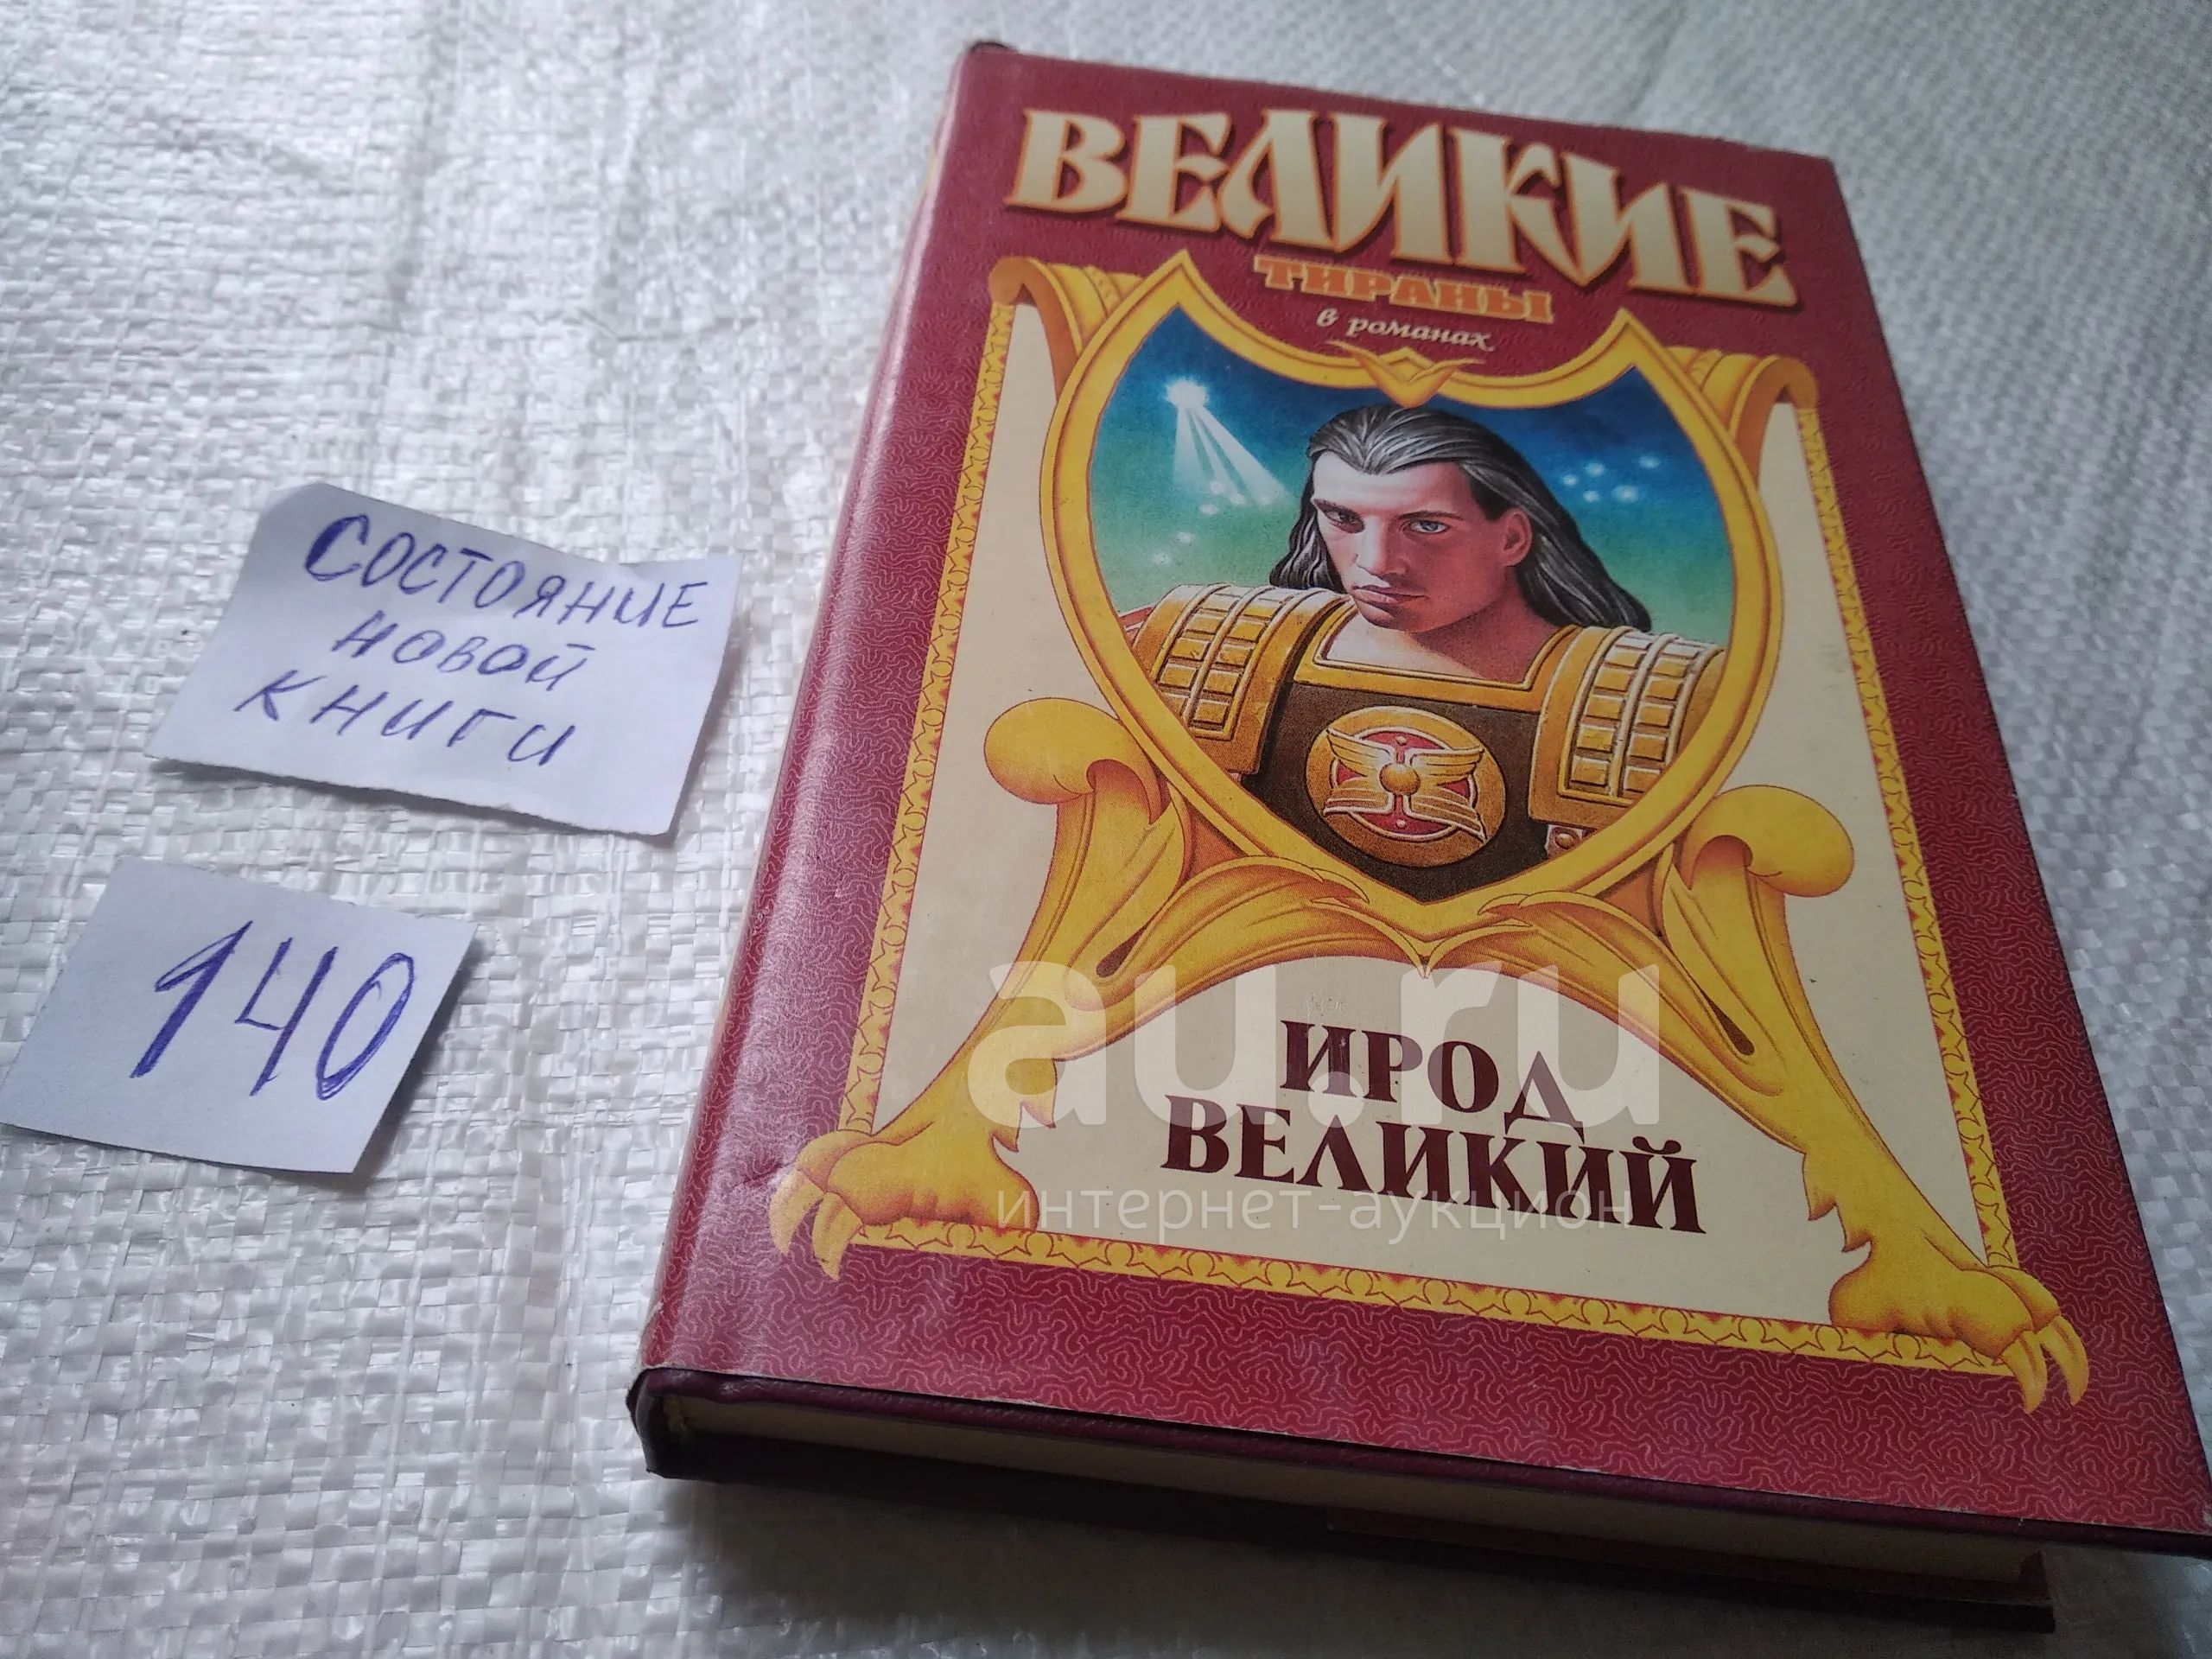 ВЕЛИКИЕ
ТИРАНЫ
в романах
СОСТОЯНИЕ
НОВОЙ
КНИГИ
140
au.ru
ИРОД
ВЕЛИКИЙ
интернет-аукцион